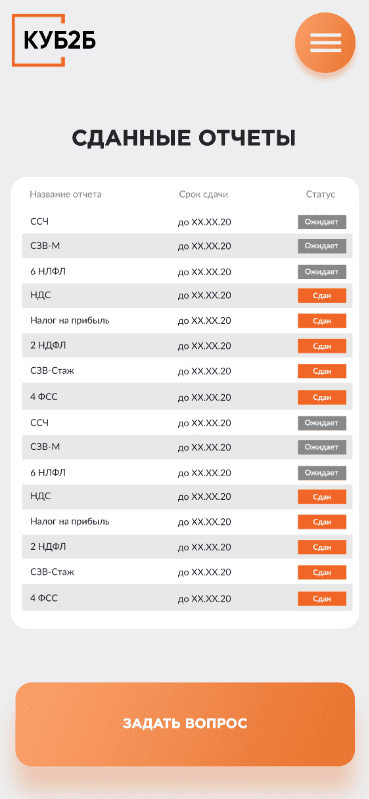 КУБ2Б
СДАННЫЕ ОТЧЕТЫ
Название отчета Срок сдачи Статус
ССЧ до XX.XX.20 Ожидает
СЗВ-М до XX.XX.20 Ожидает
6 НЛФЛ до XX.XX.20 Ожидает
НДС до XX.XX.20 Сдан
Налог на прибыль до XX.XX.20 Сдан
2 НДФЛ до XX.XX.20 Сдан
СЗВ-Стаж до XX.XX.20 Сдан
4 ФСС до XX.XX.20 Сдан
ССЧ до XX.XX.20 Ожидает
СЗВ-М до XX.XX.20 Ожидает
6 НЛФЛ до XX.XX.20 Ожидает
НДС до XX.XX.20 Сдан
Налог на прибыль до XX.XX.20 Сдан
2 НДФЛ до XX.XX.20 Сдан
СЗВ-Стаж до XX.XX.20 Сдан
4 ФСС до XX.XX.20 Сдан
ЗАДАТЬ ВОПРОС